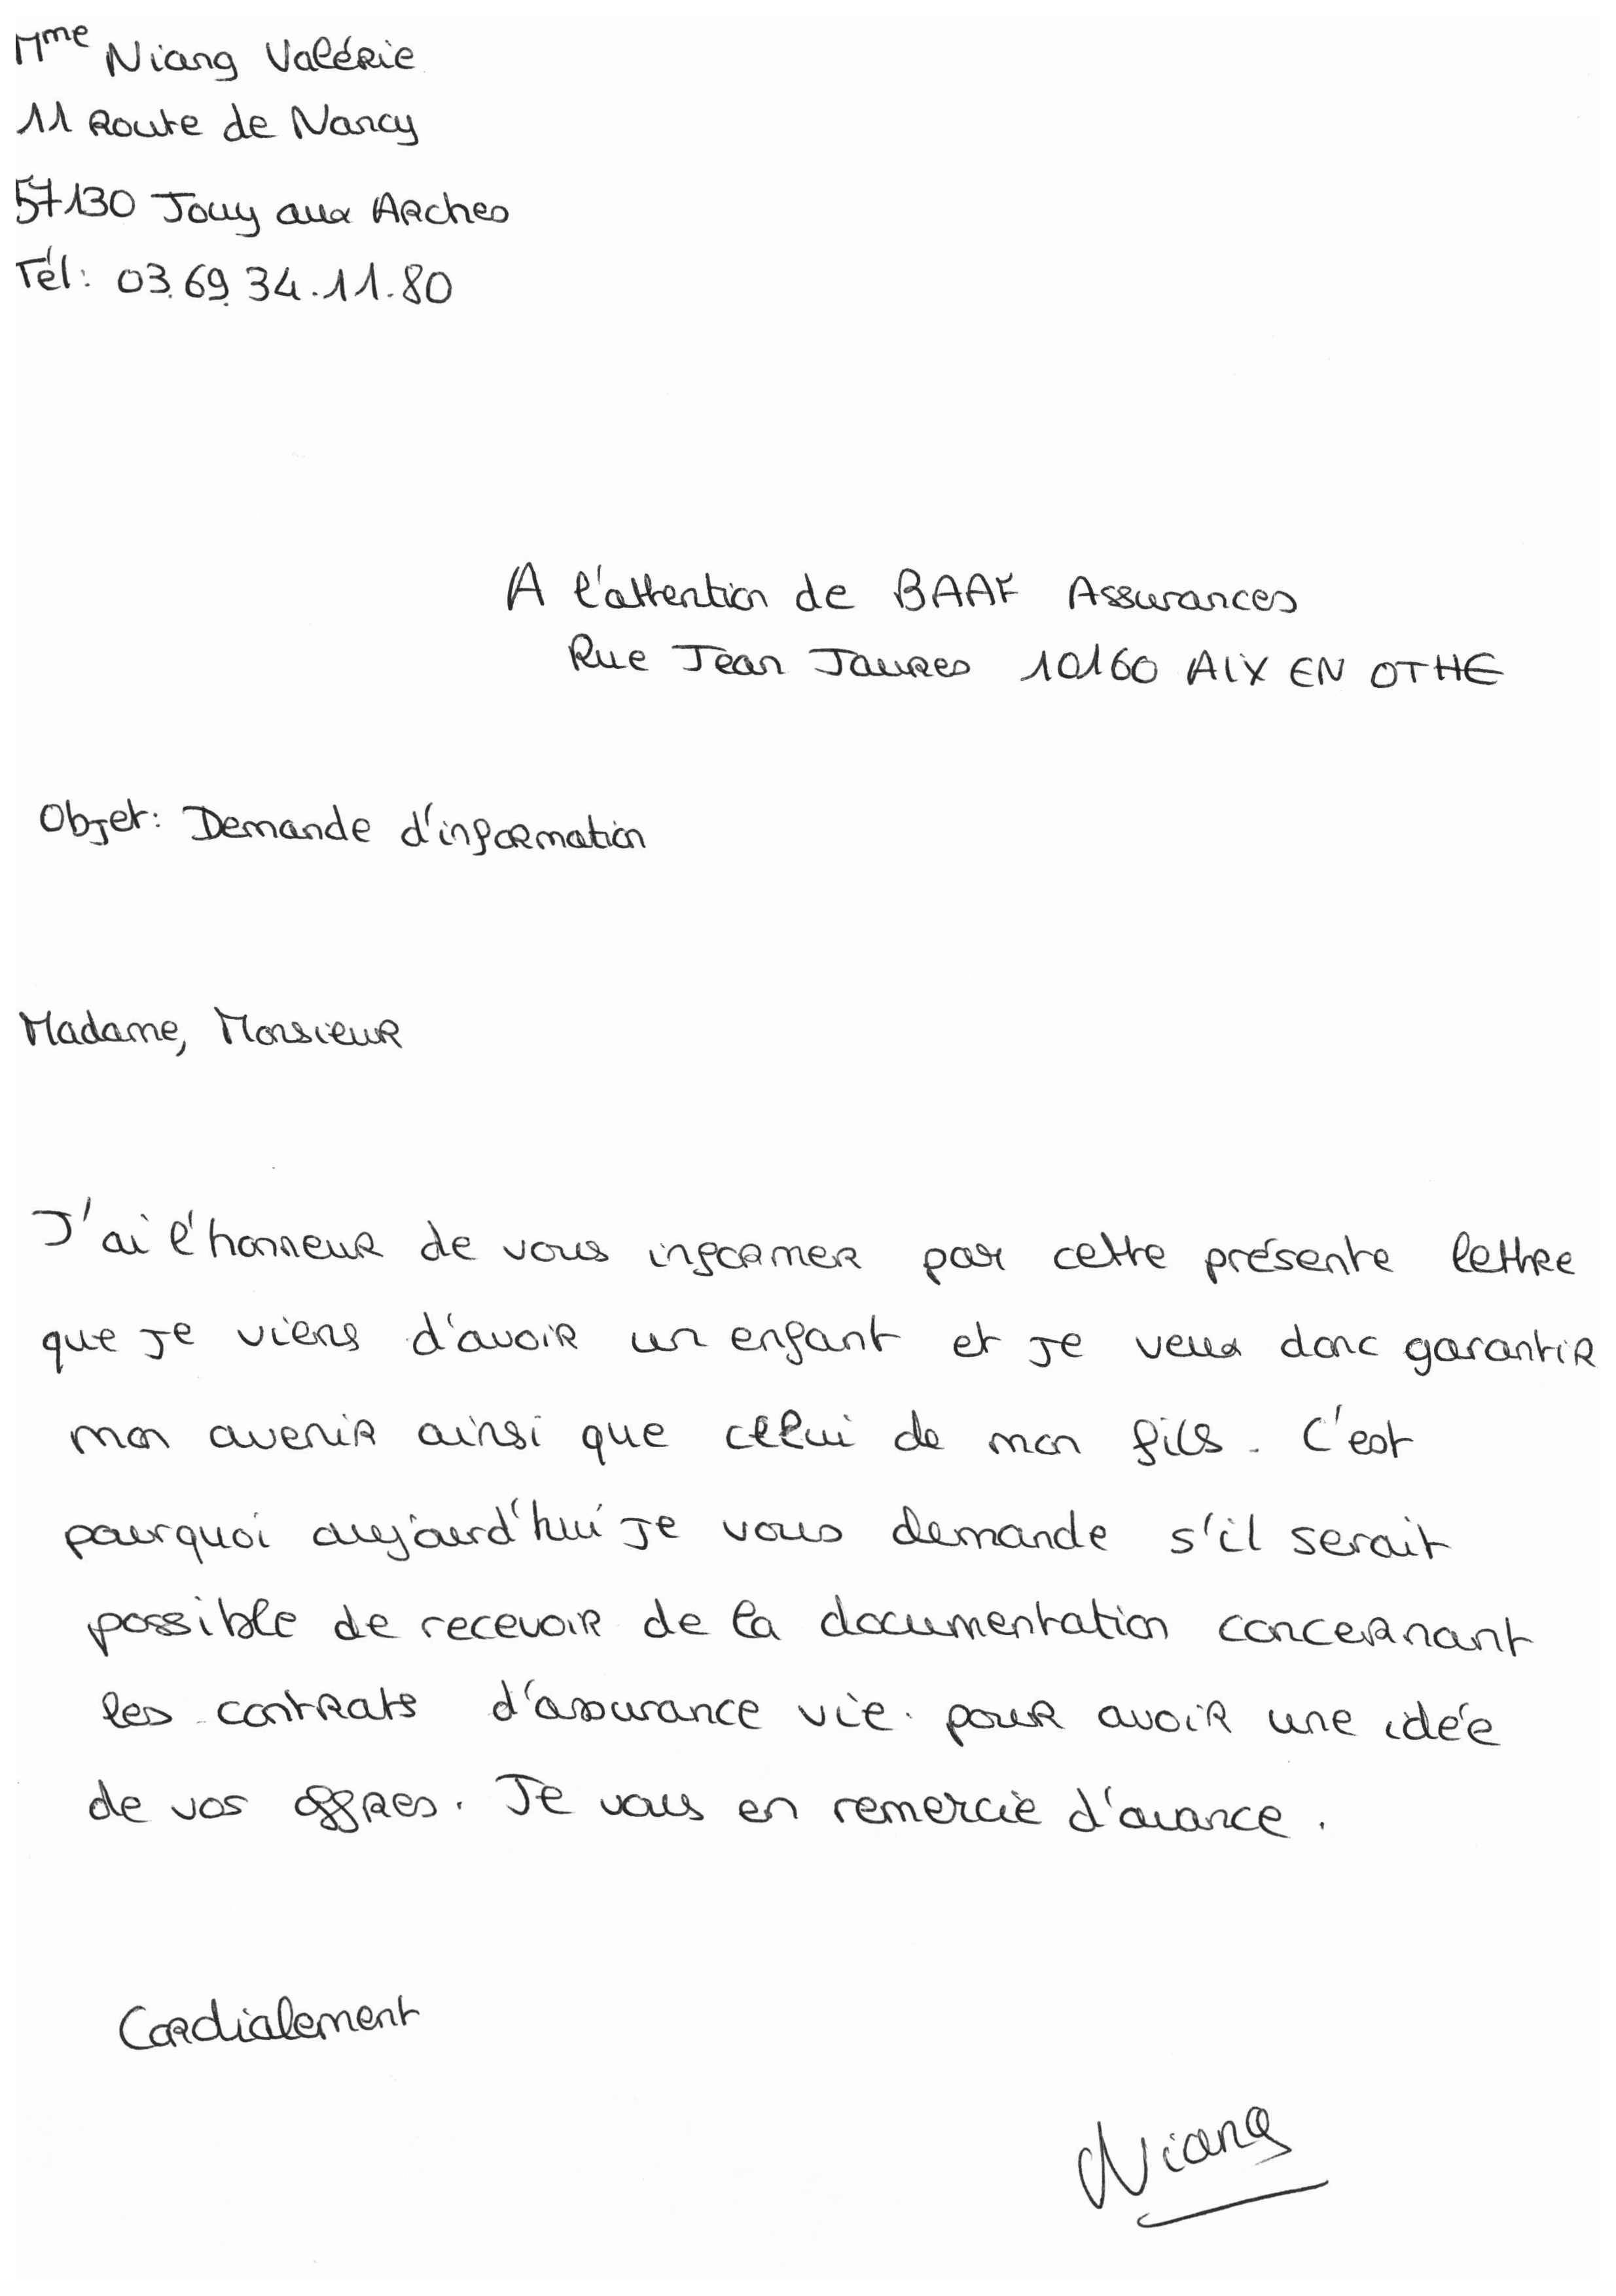 Mme Niang Valérie
11 Route de Nancy
57130 Jouy aux Arches
Tél: 03.69.34.11.80
A l'attention de BAAF Assurances
Rue Jean Jaures 10160 AIX EN OTHE
Objet: Demande d'information
Madame, Monsieur
J'ai l'honneur de vous informer par cette présente lettre
que je viens d'avoir un enfant et je veux donc garantir
mon avenir ainsi que celui de mon fils. C'est
pourquoi aujourd'hui je vous demande s'il serait
possible de recevoir de la documentation concernant
les contrats d'assurance vie. pour avoir une idée
de vos offres. Je vous en remercie d'avance.
Cordialement
Niang